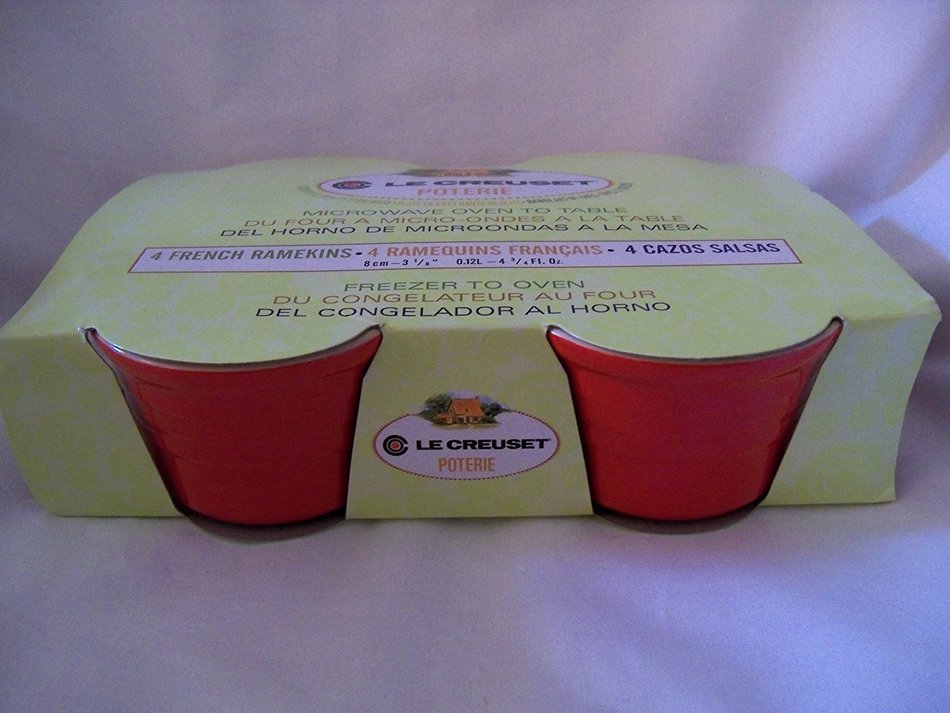 LE CREUSET
POTERIE
MICROWAVE OVEN TO TABLE
DU FOUR A MICRO-ONDES A LA TABLE
DEL HORNO DE MICROONDAS A LA MESA
4 FRENCH RAMEKINS • 4 RAMEQUINS FRANÇAIS • 4 CAZOS SALSAS
8cm — 3 1/8" 0.12L — 4 3/4 Fl. Oz.
FREEZER TO OVEN
DU CONGELATEUR AU FOUR
DEL CONGELADOR AL HORNO
LE CREUSET
POTERIE